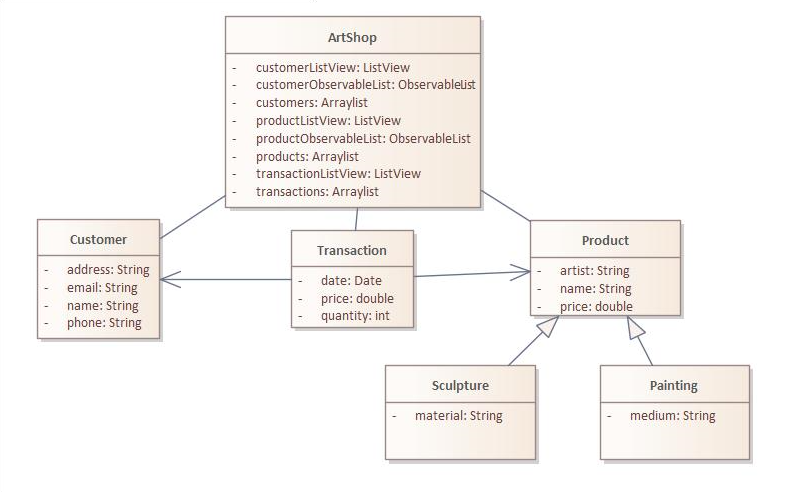 ArtShop
- customerListView: ListView
- customerObservableList: ObservableList
- customers: Arraylist
- productListView: ListView
- productObservableList: ObservableList
- products: Arraylist
- transactionListView: ListView
- transactions: Arraylist
Customer
- address: String
- email: String
- name: String
- phone: String
Transaction
- date: Date
- price: double
- quantity: int
Product
- artist: String
- name: String
- price: double
Sculpture
- material: String
Painting
- medium: String